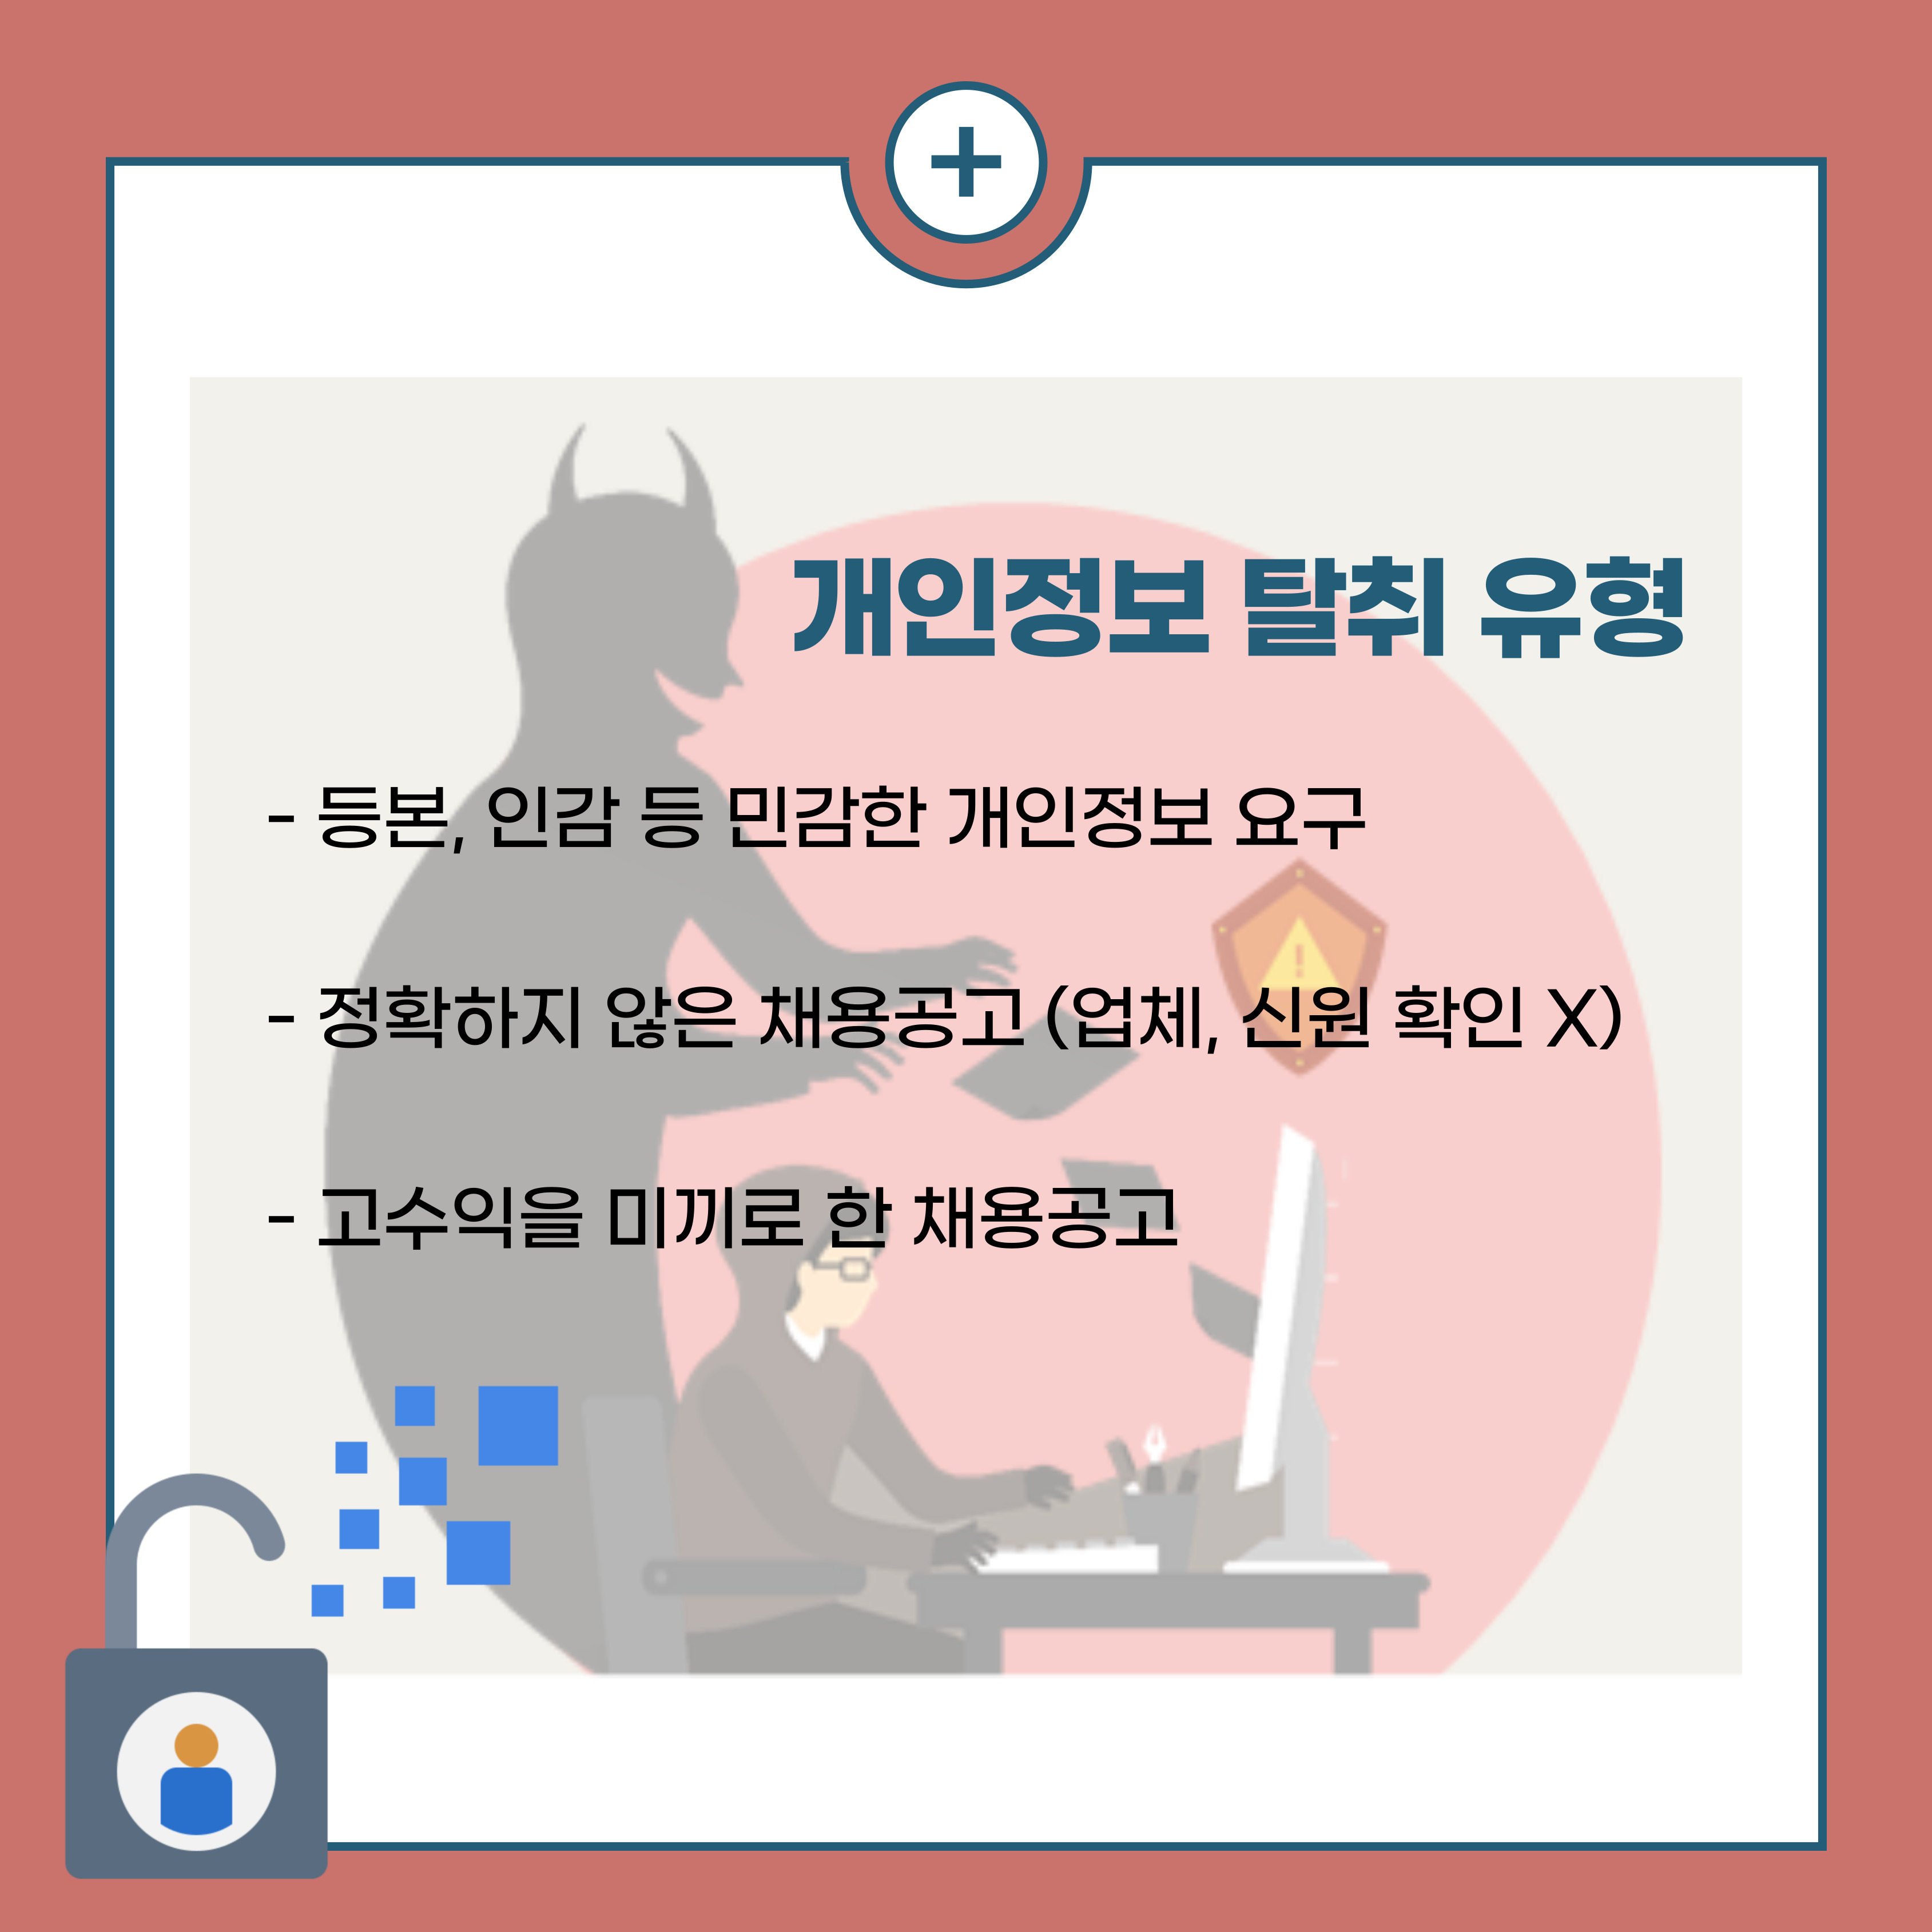 개인정보 탈취 유형
- 등본, 인감 등 민감한 개인정보 요구
- 정확하지 않은 채용공고 (업체, 신원 확인 X)
- 고수익을 미끼로 한 채용공고